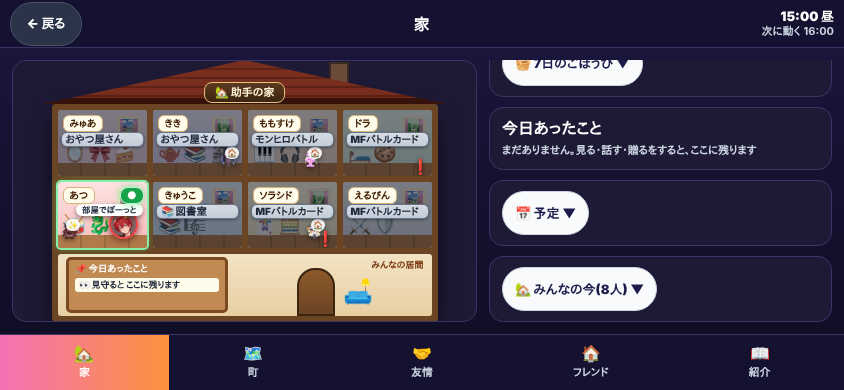 ← 戻る
家
15:00 昼
次に動く 16:00
🏡 助手の家
みゅあ
おやつ屋さん
きき
おやつ屋さん
ももすけ
モンヒロバトル
ドラ
MFバトルカード
あつ
部屋でぼーっと
きゅうこ
📚図書室
ソラシド
MFバトルカード
えるぴん
MFバトルカード
📌 今日あったこと
👀 見守ると ここに残ります
みんなの居間
7日のごほうび ▼
今日あったこと
まだありません。見る・話す・贈るをすると、ここに残ります
📅 予定 ▼
🏡 みんなの今(8人) ▼
家
町
友情
フレンド
紹介